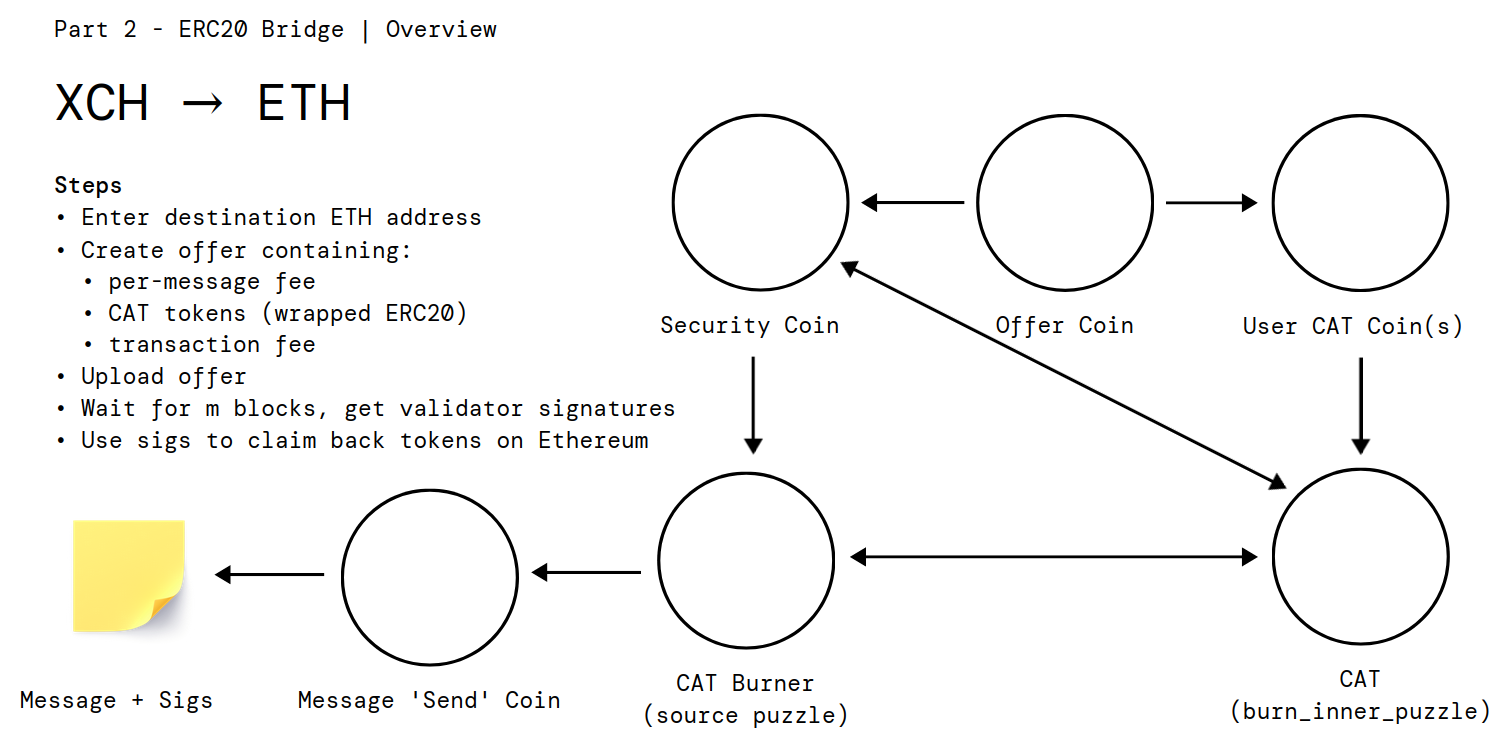 Part 2 - ERC20 Bridge | Overview
XCH → ETH
Steps
• Enter destination ETH address
• Create offer containing:
• per-message fee
• CAT tokens (wrapped ERC20)
• transaction fee
• Upload offer
• Wait for m blocks, get validator signatures
• Use sigs to claim back tokens on Ethereum
Security Coin
Offer Coin
User CAT Coin(s)
Message + Sigs
Message 'Send' Coin
CAT Burner
(source puzzle)
CAT
(burn_inner_puzzle)